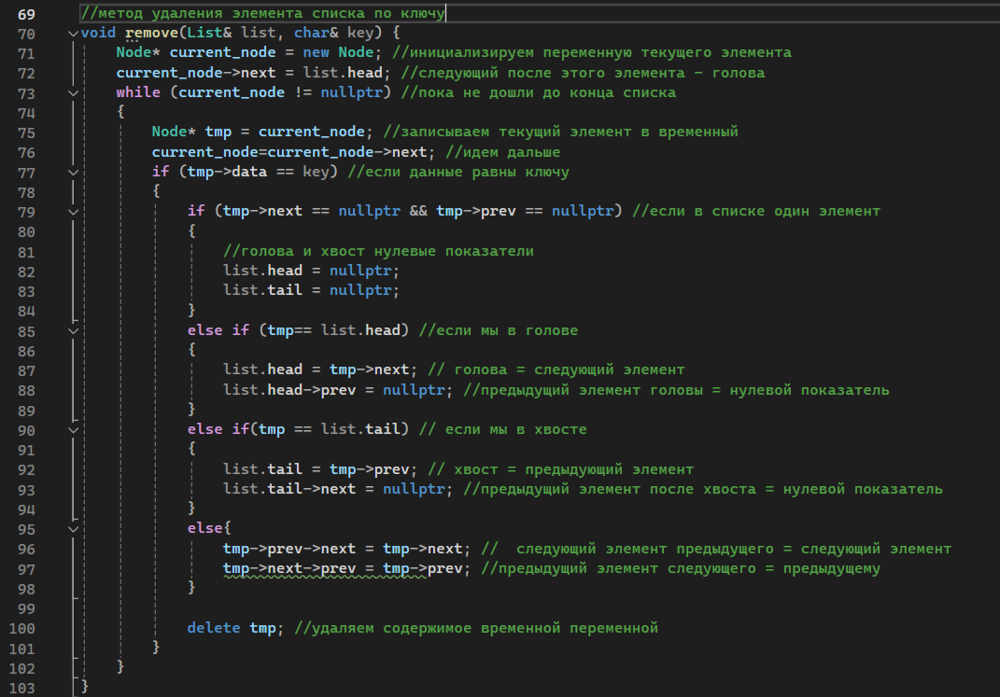 69 //метод удаления элемента списка по ключу
70 void remove(List& list, char& key) {
71 Node* current_node = new Node; //инициализируем переменную текущего элемента
72 current_node->next = list.head; //следующий после этого элемента - голова
73 while (current_node != nullptr) //пока не дошли до конца списка
74 {
75 Node* tmp = current_node; //записываем текущий элемент в временный
76 current_node=current_node->next; //идем дальше
77 if (tmp->data == key) //если данные равны ключу
78 {
79 if (tmp->next == nullptr && tmp->prev == nullptr) //если в списке один элемент
80 {
81 //голова и хвост нулевые показатели
82 list.head = nullptr;
83 list.tail = nullptr;
84 }
85 else if (tmp== list.head) //если мы в голове
86 {
87 list.head = tmp->next; // голова = следующий элемент
88 list.head->prev = nullptr; //предыдущий элемент головы = нулевой показатель
89 }
90 else if(tmp == list.tail) // если мы в хвосте
91 {
92 list.tail = tmp->prev; // хвост = предыдующий элемент
93 list.tail->next = nullptr; //предыдущий элемент после хвоста = нулевой показатель
94 }
95 else{
96 tmp->prev->next = tmp->next; //  следующий элемент предыдущего = следующий элемент
97 tmp->next->prev = tmp->prev; //предыдущий элемент следующего = предыдущему
98 }
99
100 delete tmp; //удаляем содержимое временной переменной
101 }
102 }
103 }